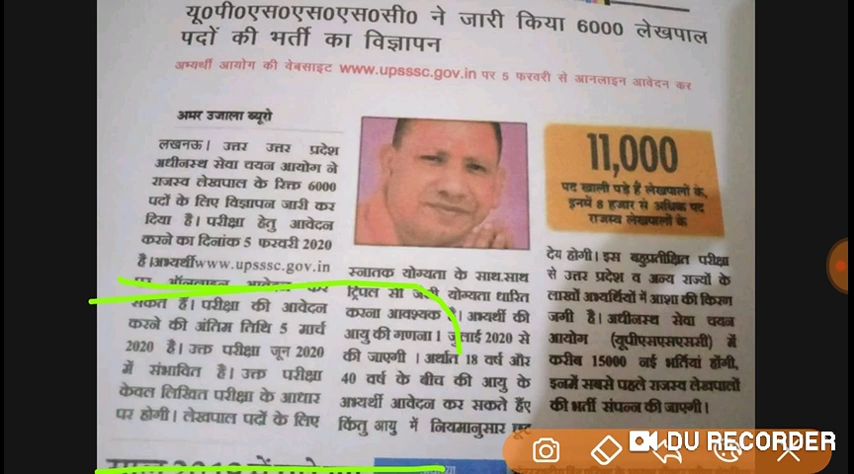 यू0पी0एस0एस0एस0सी0 ने जारी किया 6000 लेखपाल
पदों की भर्ती का विज्ञापन
अभ्यर्थी आयोग की वेबसाइट www.upsssc.gov.in पर 5 फरवरी से आनलाइन आवेदन कर
अमर उजाला ब्यूरो
लखनऊ। उत्तर उत्तर प्रदेश
अधीनस्थ सेवा चयन आयोग ने
राजस्व लेखपाल के रिक्त 6000
पदों के लिए विज्ञापन जारी कर
दिया है। परीक्षा हेतु आवेदन
करने का दिनांक 5 फरवरी 2020
है।अभ्यर्थीwww.upsssc.gov.in
पर ऑनलाइन आवेदन कर
सकते हैं। परीक्षा की आवेदन
करने की अंतिम तिथि 5 मार्च
2020 है। उक्त परीक्षा जून 2020
में संभावित है। उक्त परीक्षा
केवल लिखित परीक्षा के आधार
पर होगी। लेखपाल पदों के लिए
स्नातक योग्यता के साथ.साथ
ट्रिपल सी जैसी योग्यता धारित
करना आवश्यक है। अभ्यर्थी की
आयु की गणना 1 जुलाई 2020 से
की जाएगी । अर्थात 18 वर्ष और
40 वर्ष के बीच की आयु के
अभ्यर्थी आवेदन कर सकते हैंए
किंतु आयु में नियमानुसार छूट
11,000
पद खाली पड़े हैं लेखपालों के,
इनमें 8 हजार से अधिक पद
राजस्व लेखपालों के
देय होगी। इस बहुप्रतीक्षित परीक्षा
से उत्तर प्रदेश व अन्य राज्यों के
लाखों अभ्यर्थियों में आशा की किरण
जगी है। अधीनस्थ सेवा चयन
आयोग (यूपीएसएसएससी) में
करीब 15000 नई भर्तियां होंगी,
इनमें सबसे पहले राजस्व लेखपालों
की भर्ती संपन्न की जाएगी।
DU RECORDER